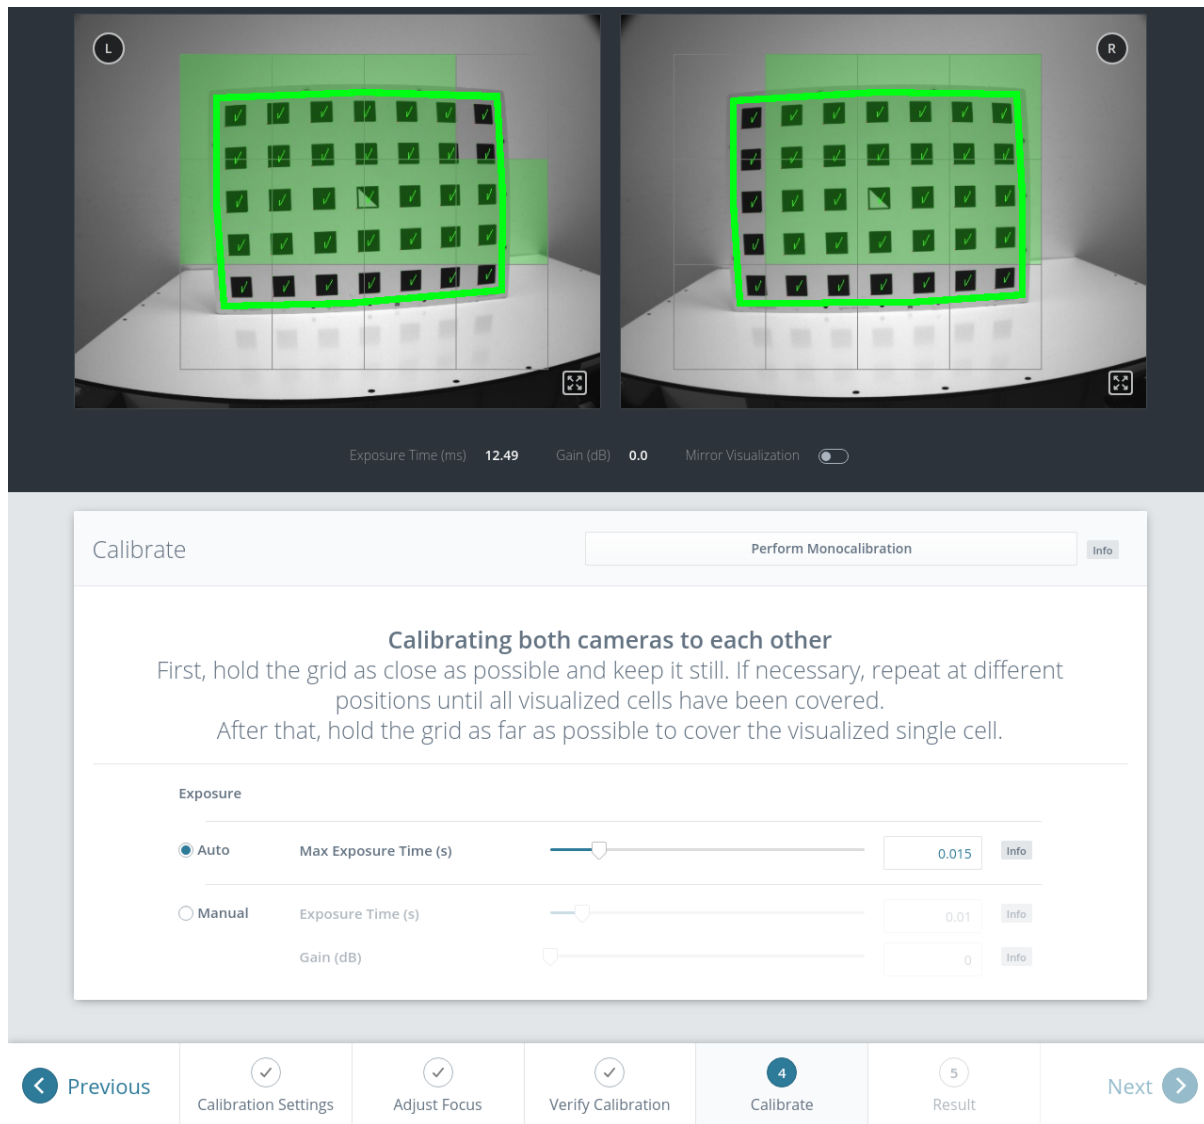 L
R
Exposure Time (ms) 12.49 Gain (dB) 0.0 Mirror Visualization
Calibrate
Perform Monocalibration
Info
Calibrating both cameras to each other
First, hold the grid as close as possible and keep it still. If necessary, repeat at different
positions until all visualized cells have been covered.
After that, hold the grid as far as possible to cover the visualized single cell.
Exposure
Auto Max Exposure Time (s) 0.015 Info
Manual Exposure Time (s) 0.01 Info
Gain (dB) 0 Info
Previous
Calibration Settings
Adjust Focus
Verify Calibration
4
Calibrate
5
Result
Next